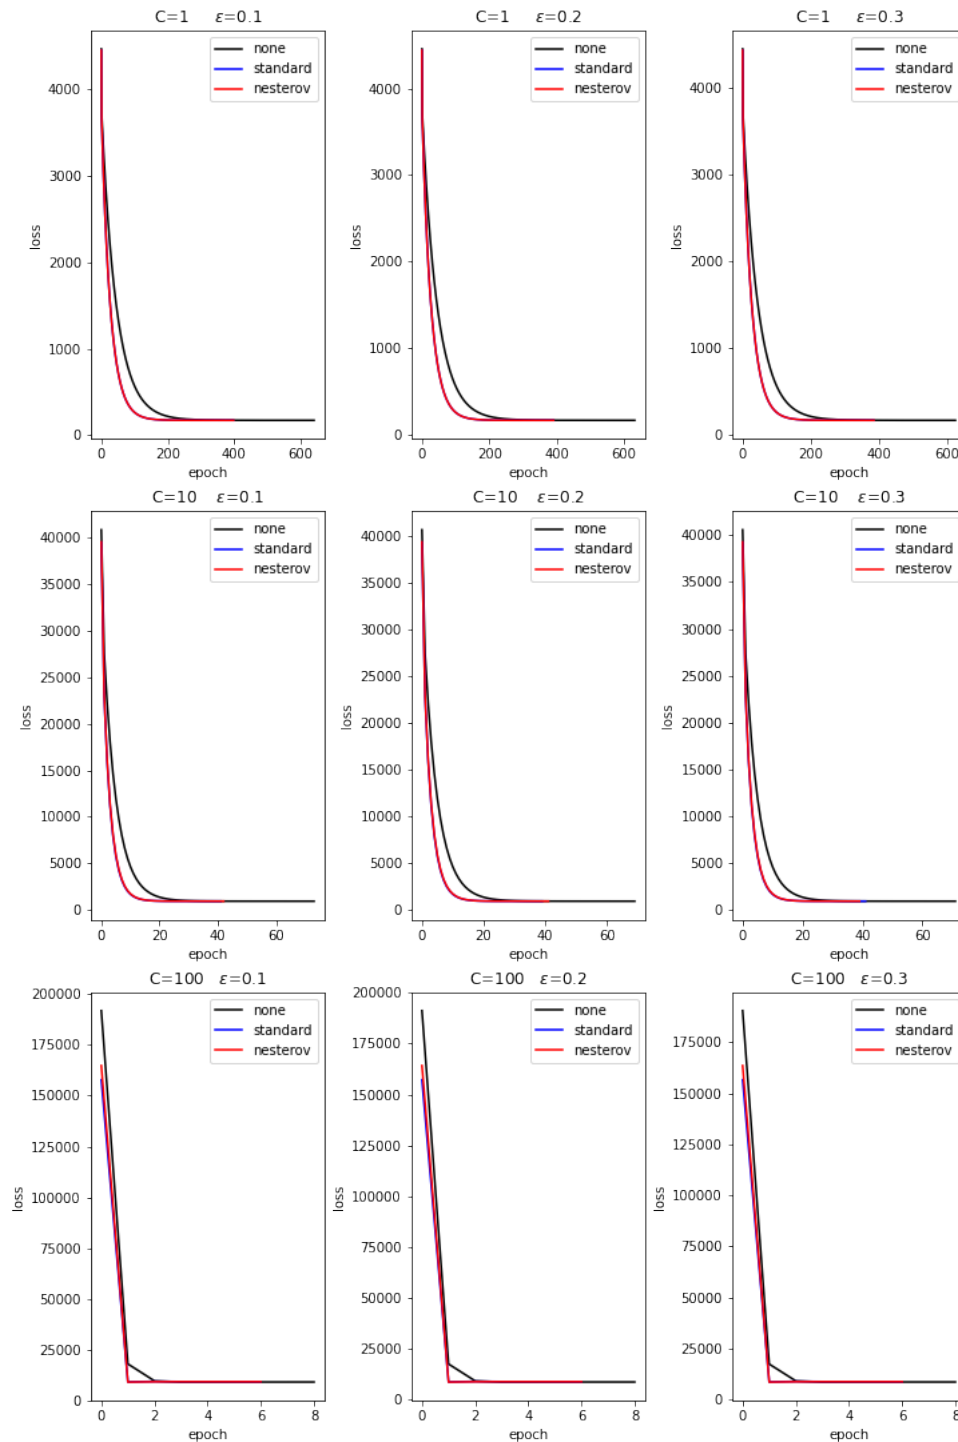 C=1 ε=0.1
none
standard
nesterov
4000
3000
2000
1000
0
loss
0 200 400 600
epoch
C=1 ε=0.2
none
standard
nesterov
4000
3000
2000
1000
0
loss
0 200 400 600
epoch
C=1 ε=0.3
none
standard
nesterov
4000
3000
2000
1000
0
loss
0 200 400 600
epoch
C=10 ε=0.1
none
standard
nesterov
40000
35000
30000
25000
20000
15000
10000
5000
0
loss
0 20 40 60
epoch
C=10 ε=0.2
none
standard
nesterov
40000
35000
30000
25000
20000
15000
10000
5000
0
loss
0 20 40 60
epoch
C=10 ε=0.3
none
standard
nesterov
40000
35000
30000
25000
20000
15000
10000
5000
0
loss
0 20 40 60
epoch
C=100 ε=0.1
none
standard
nesterov
200000
175000
150000
125000
100000
75000
50000
25000
0
loss
0 2 4 6 8
epoch
C=100 ε=0.2
none
standard
nesterov
200000
175000
150000
125000
100000
75000
50000
25000
0
loss
0 2 4 6 8
epoch
C=100 ε=0.3
none
standard
nesterov
175000
150000
125000
100000
75000
50000
25000
0
loss
0 2 4 6 8
epoch